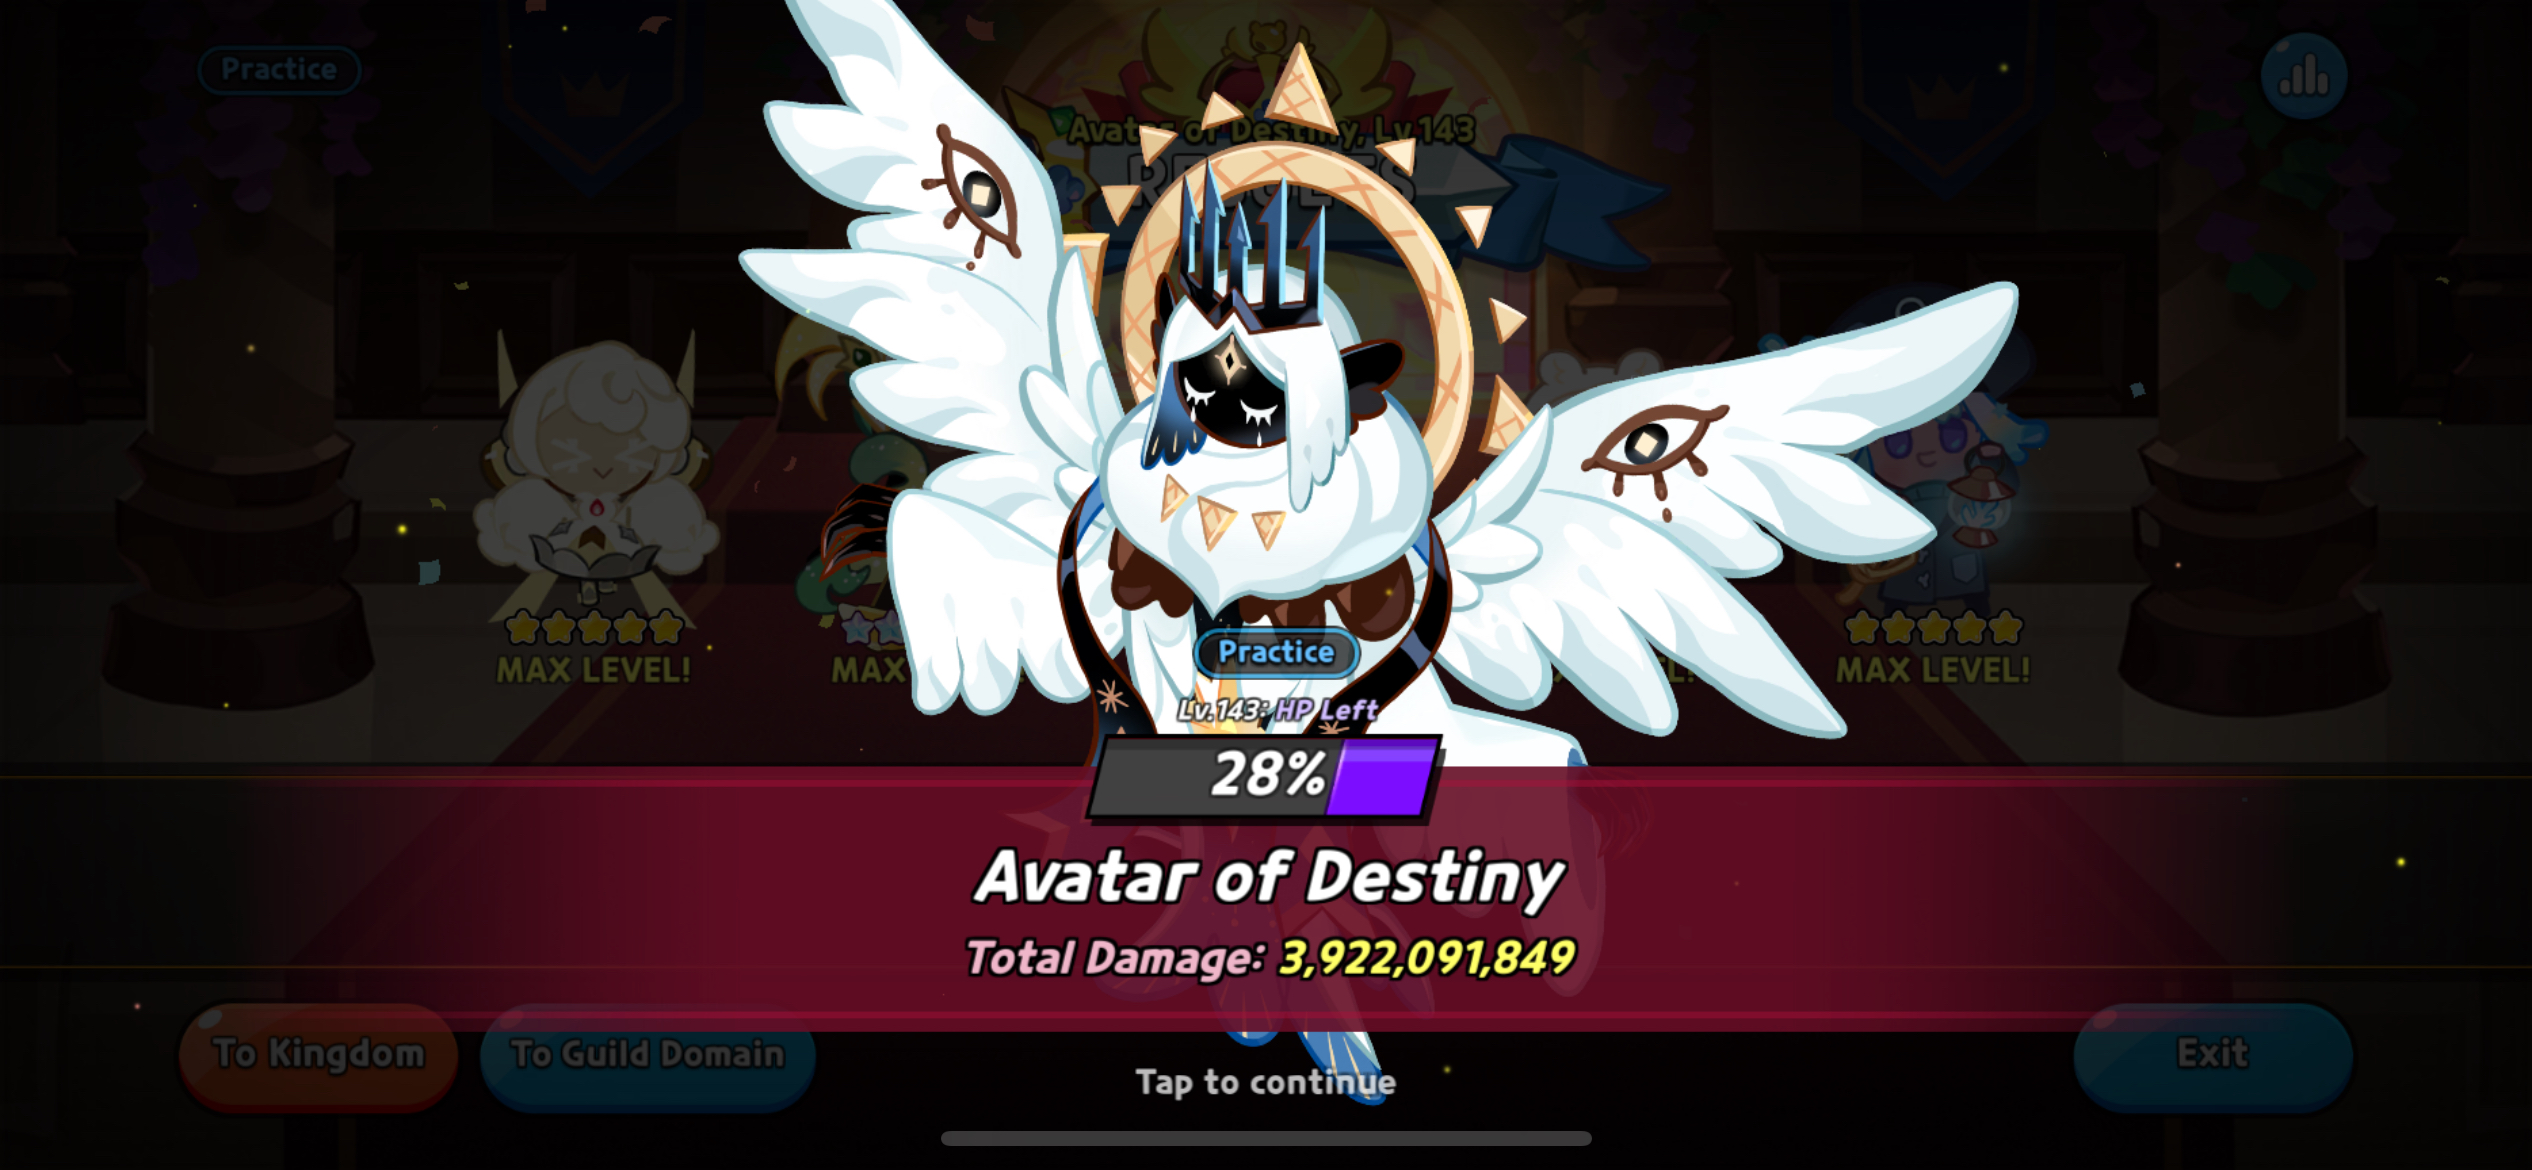 Practice
Avatar of Destiny, Lv.143
Practice
Lv.143: HP Left
28%
MAX LEVEL!
MAX
MAX LEVEL!
Avatar of Destiny
Total Damage: 3,922,091,849
To Kingdom
To Guild Domain
Exit
Tap to continue